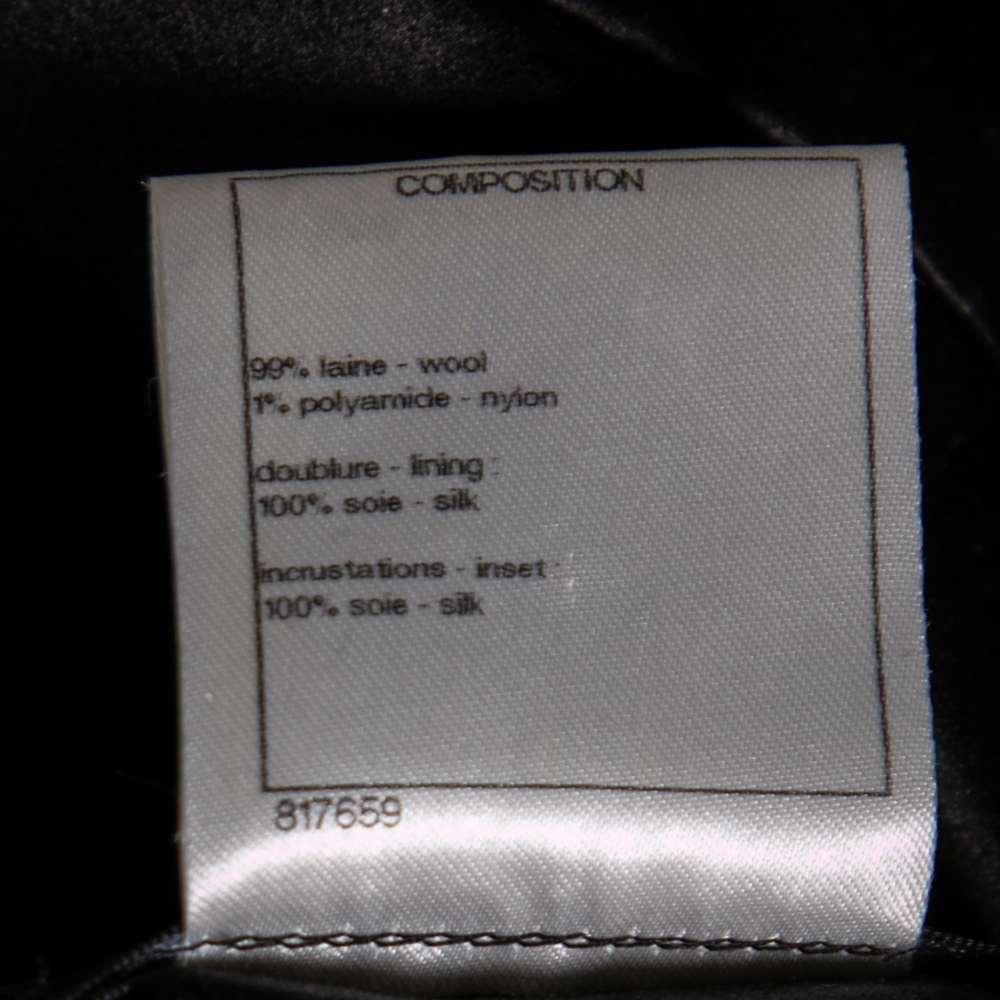 COMPOSITION
99% laine - wool
1% polyamide - nylon
doublure - lining :
100% soie - silk
incrustations - inset :
100% soie - silk
817659